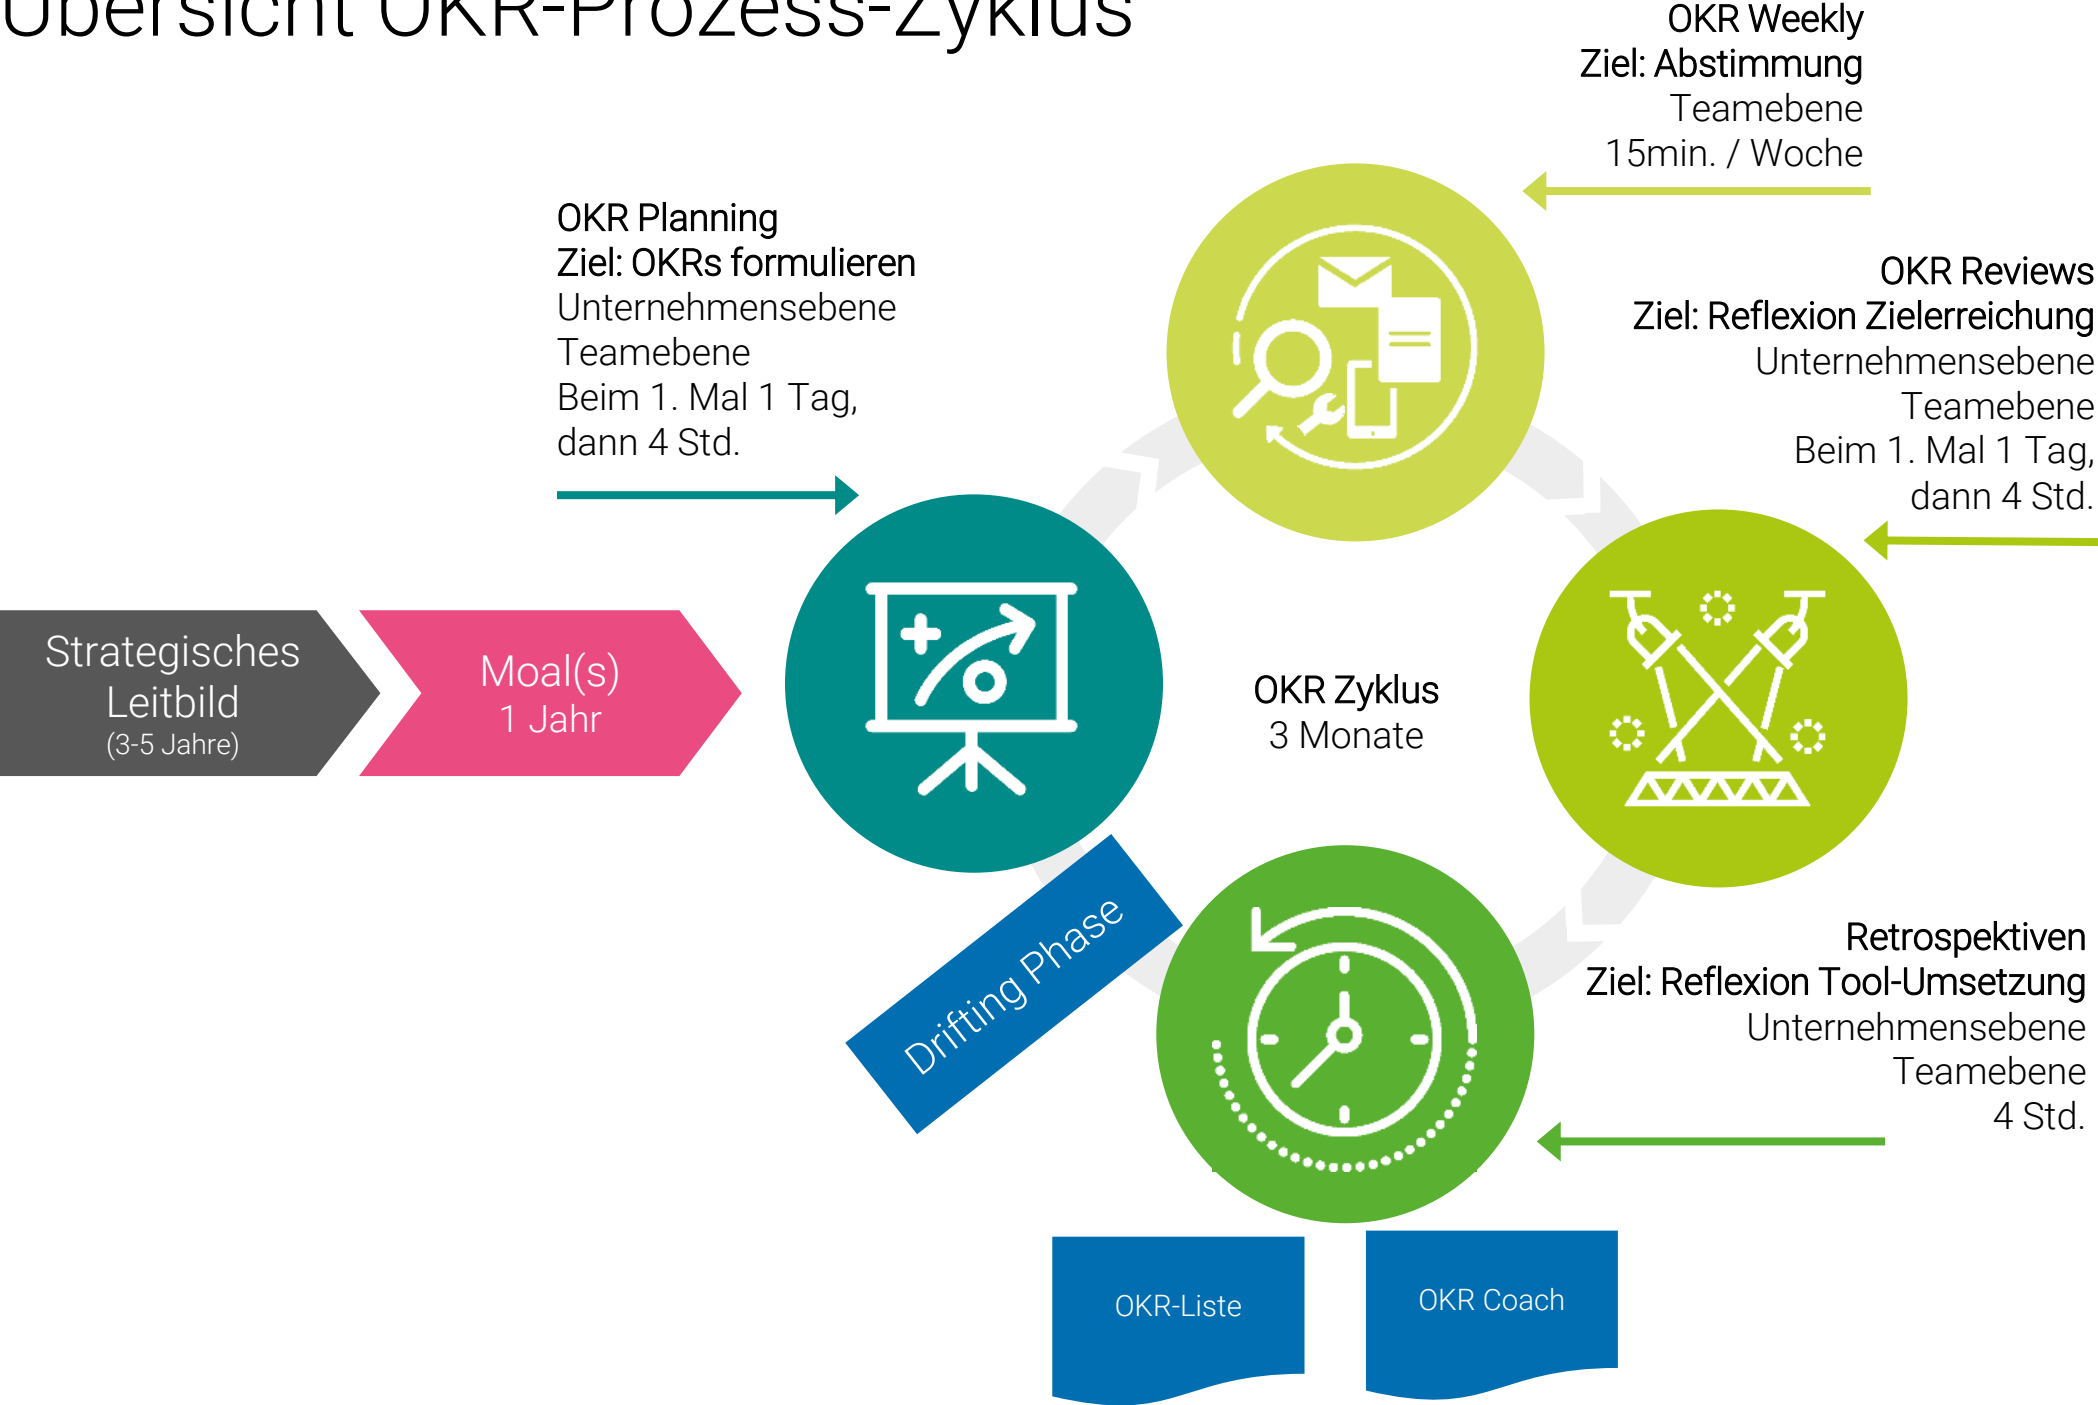 Übersicht OKR-Prozess-Zyklus
OKR Weekly
Ziel: Abstimmung
Teamebene
15min. / Woche
OKR Planning
Ziel: OKRs formulieren
Unternehmensebene
Teamebene
Beim 1. Mal 1 Tag,
dann 4 Std.
OKR Reviews
Ziel: Reflexion Zielerreichung
Unternehmensebene
Teamebene
Beim 1. Mal 1 Tag,
dann 4 Std.
Strategisches
Leitbild
(3-5 Jahre)
Moal(s)
1 Jahr
OKR Zyklus
3 Monate
Drifting Phase
Retrospektiven
Ziel: Reflexion Tool-Umsetzung
Unternehmensebene
Teamebene
4 Std.
OKR-Liste
OKR Coach